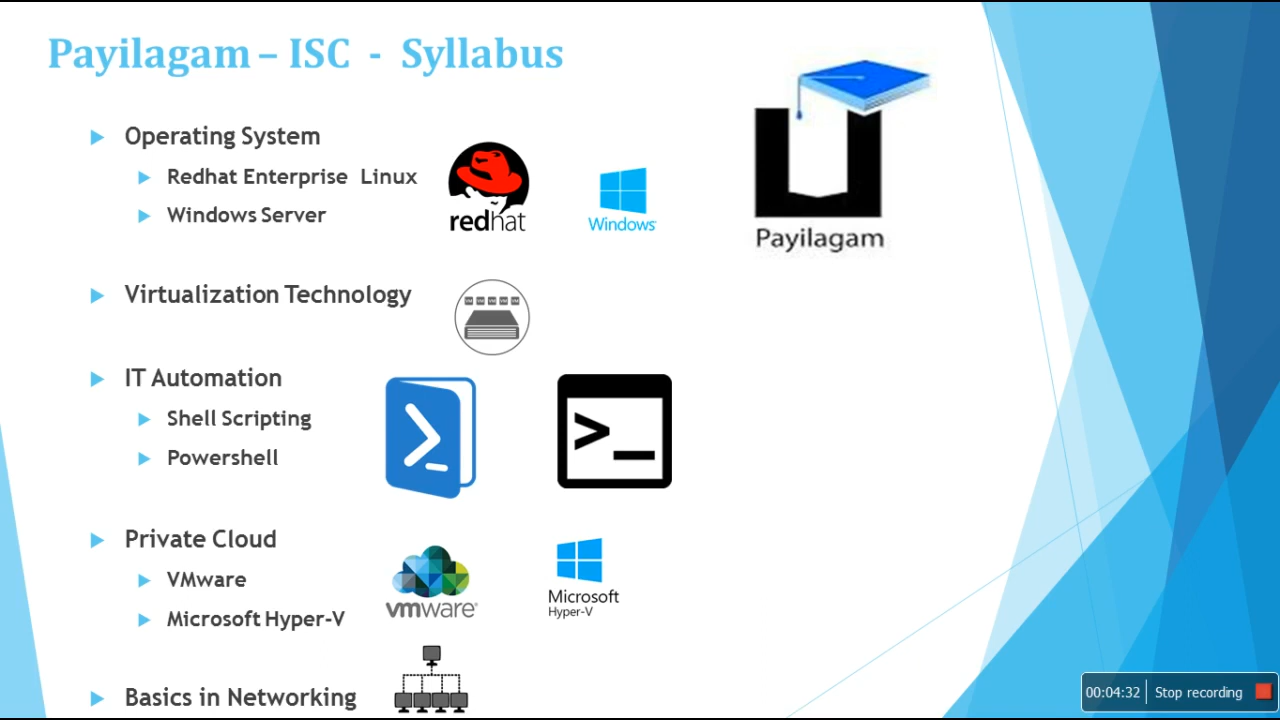 Payilagam – ISC - Syllabus
Operating System
Redhat Enterprise Linux
Windows Server
redhat
Windows
Payilagam
Virtualization Technology
IT Automation
Shell Scripting
Powershell
>_
Private Cloud
VMware
Microsoft Hyper-V
vmware
Microsoft
Hyper-V
Basics in Networking
00:04:32 Stop recording